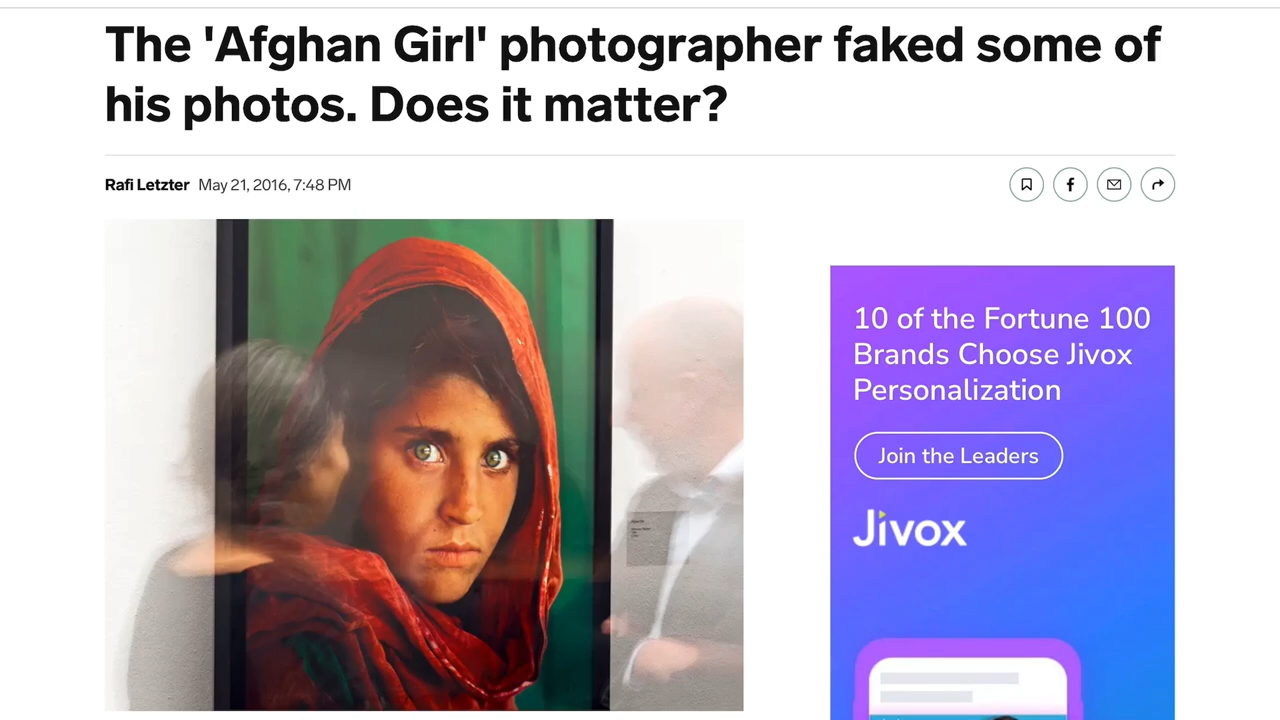 The 'Afghan Girl' photographer faked some of
his photos. Does it matter?
Rafi Letzter May 21, 2016, 7:48 PM
10 of the Fortune 100
Brands Choose Jivox
Personalization
Join the Leaders
Jivox